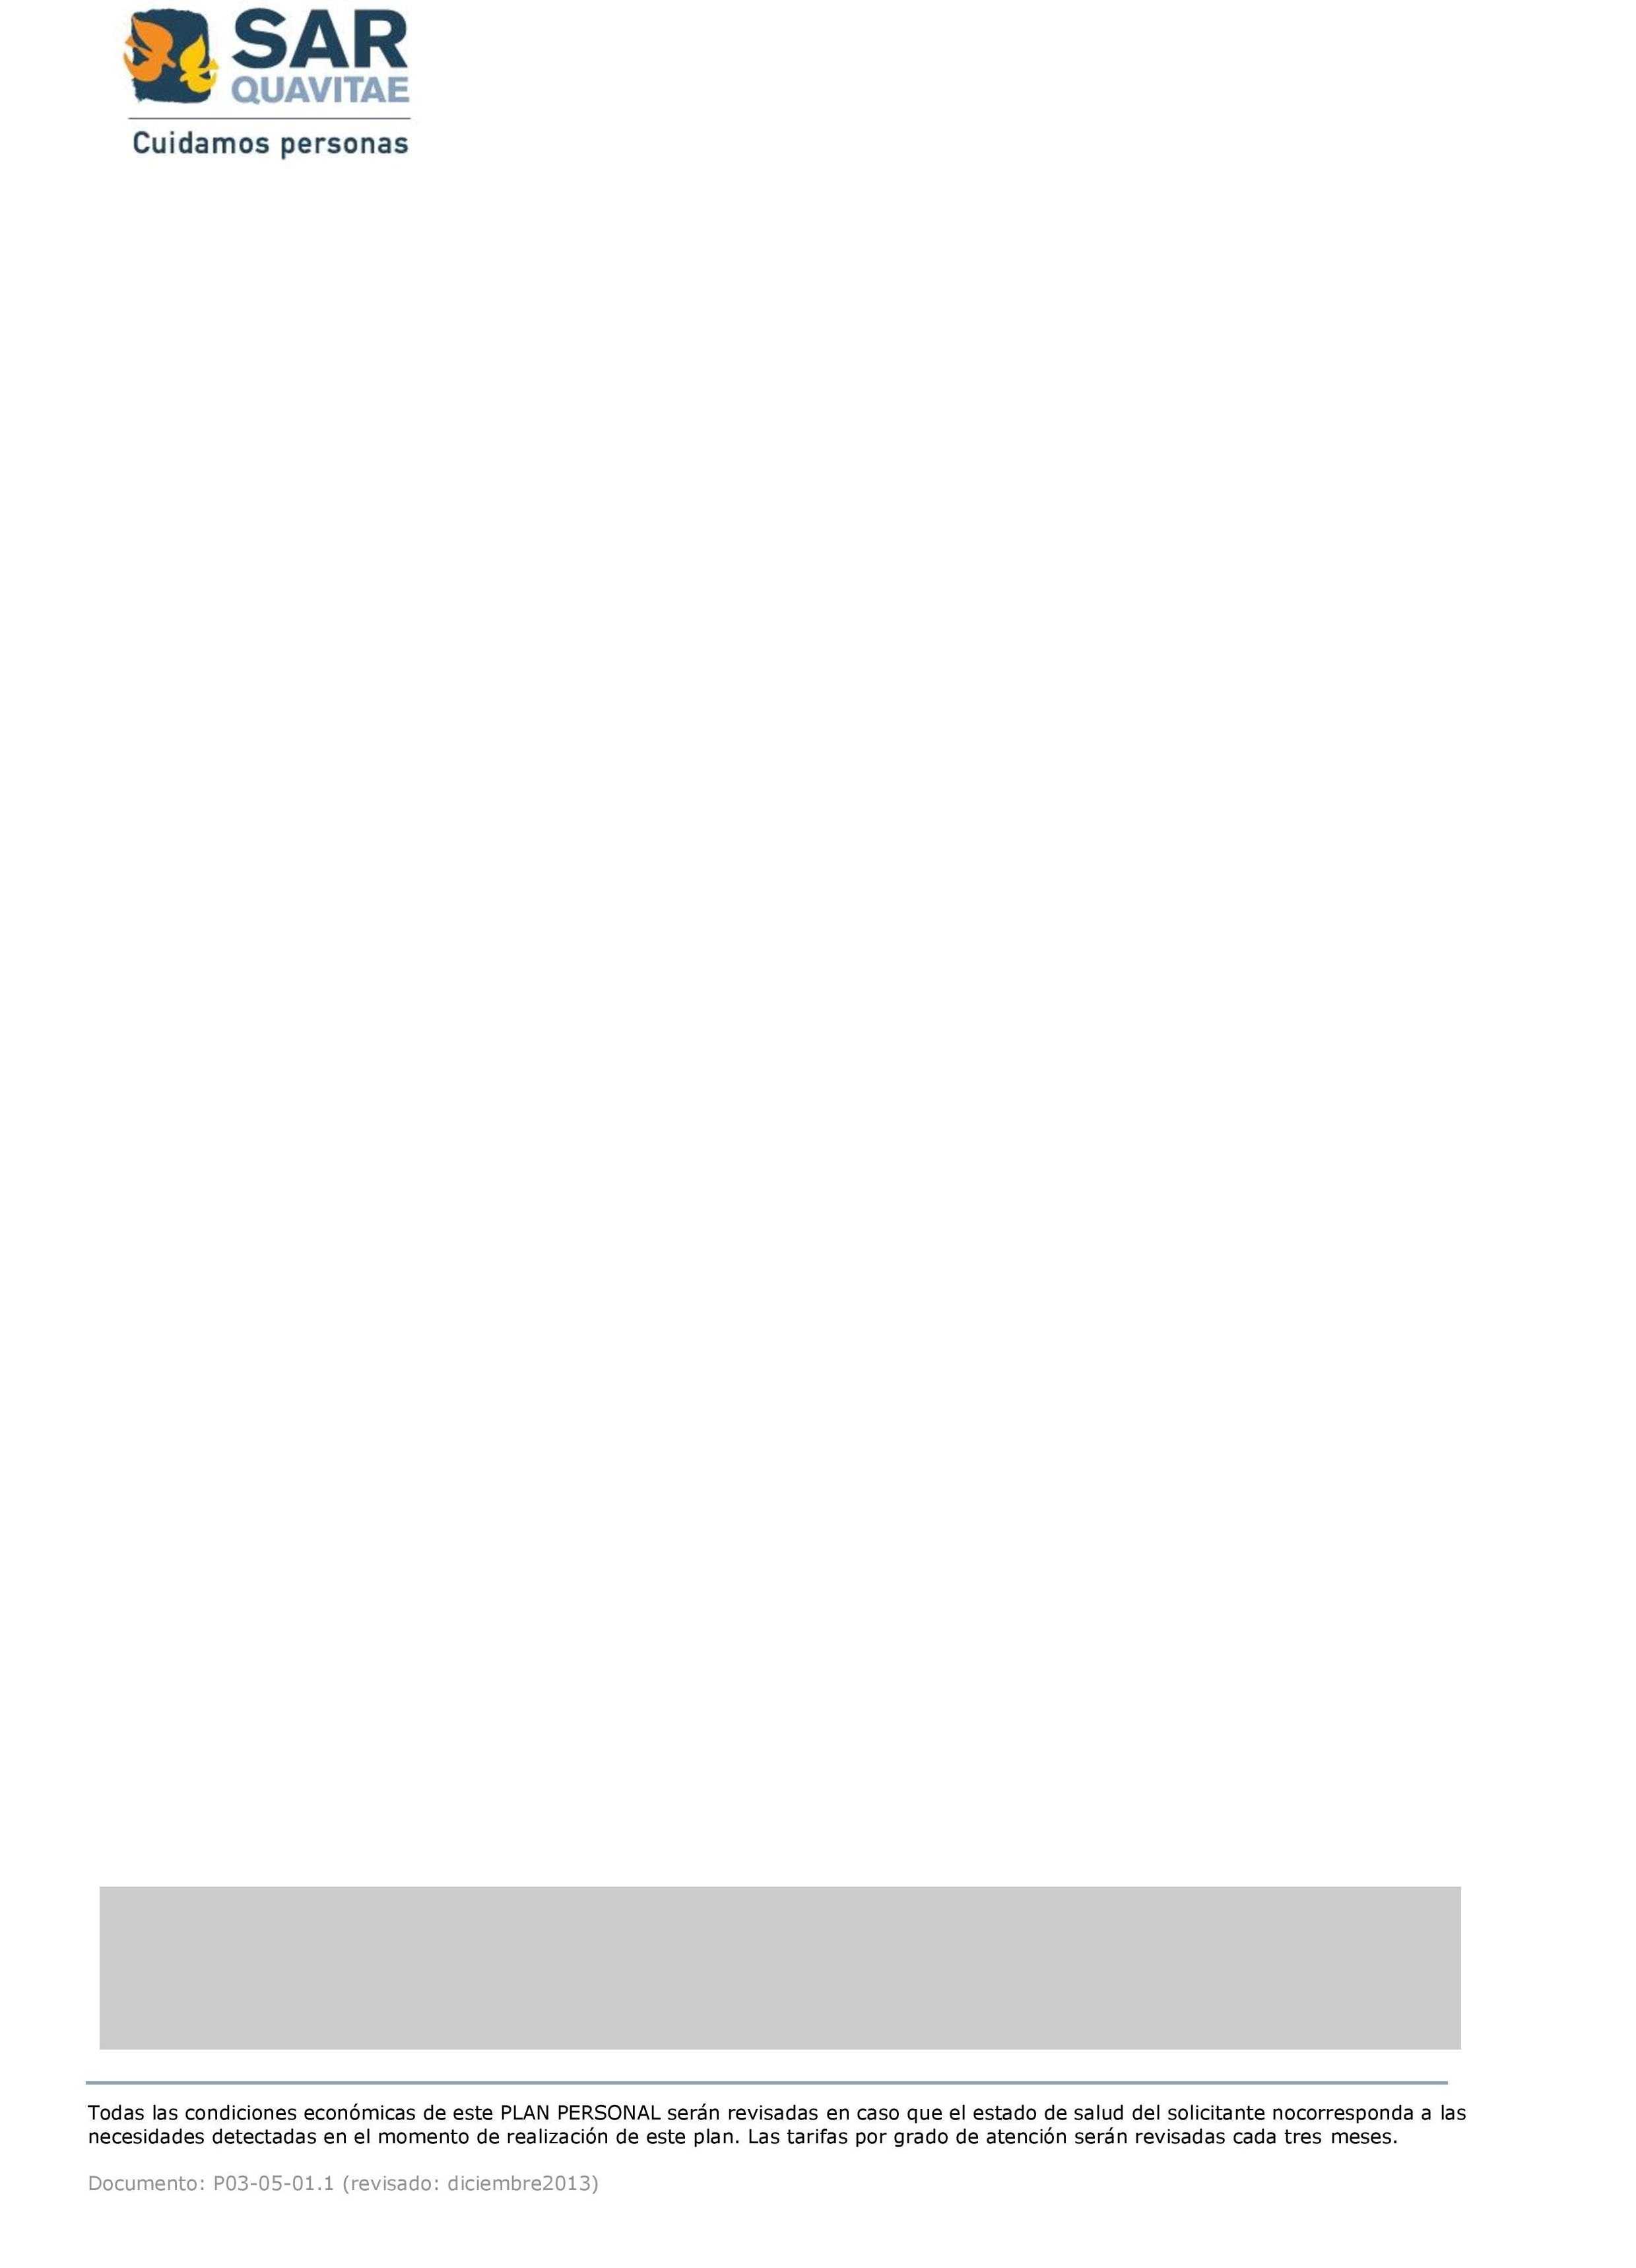 SAR
QUAVITAE
Cuidamos personas
Todas las condiciones económicas de este PLAN PERSONAL serán revisadas en caso que el estado de salud del solicitante nocorresponda a las
necesidades detectadas en el momento de realización de este plan. Las tarifas por grado de atención serán revisadas cada tres meses.
Documento: P03-05-01.1 (revisado: diciembre2013)